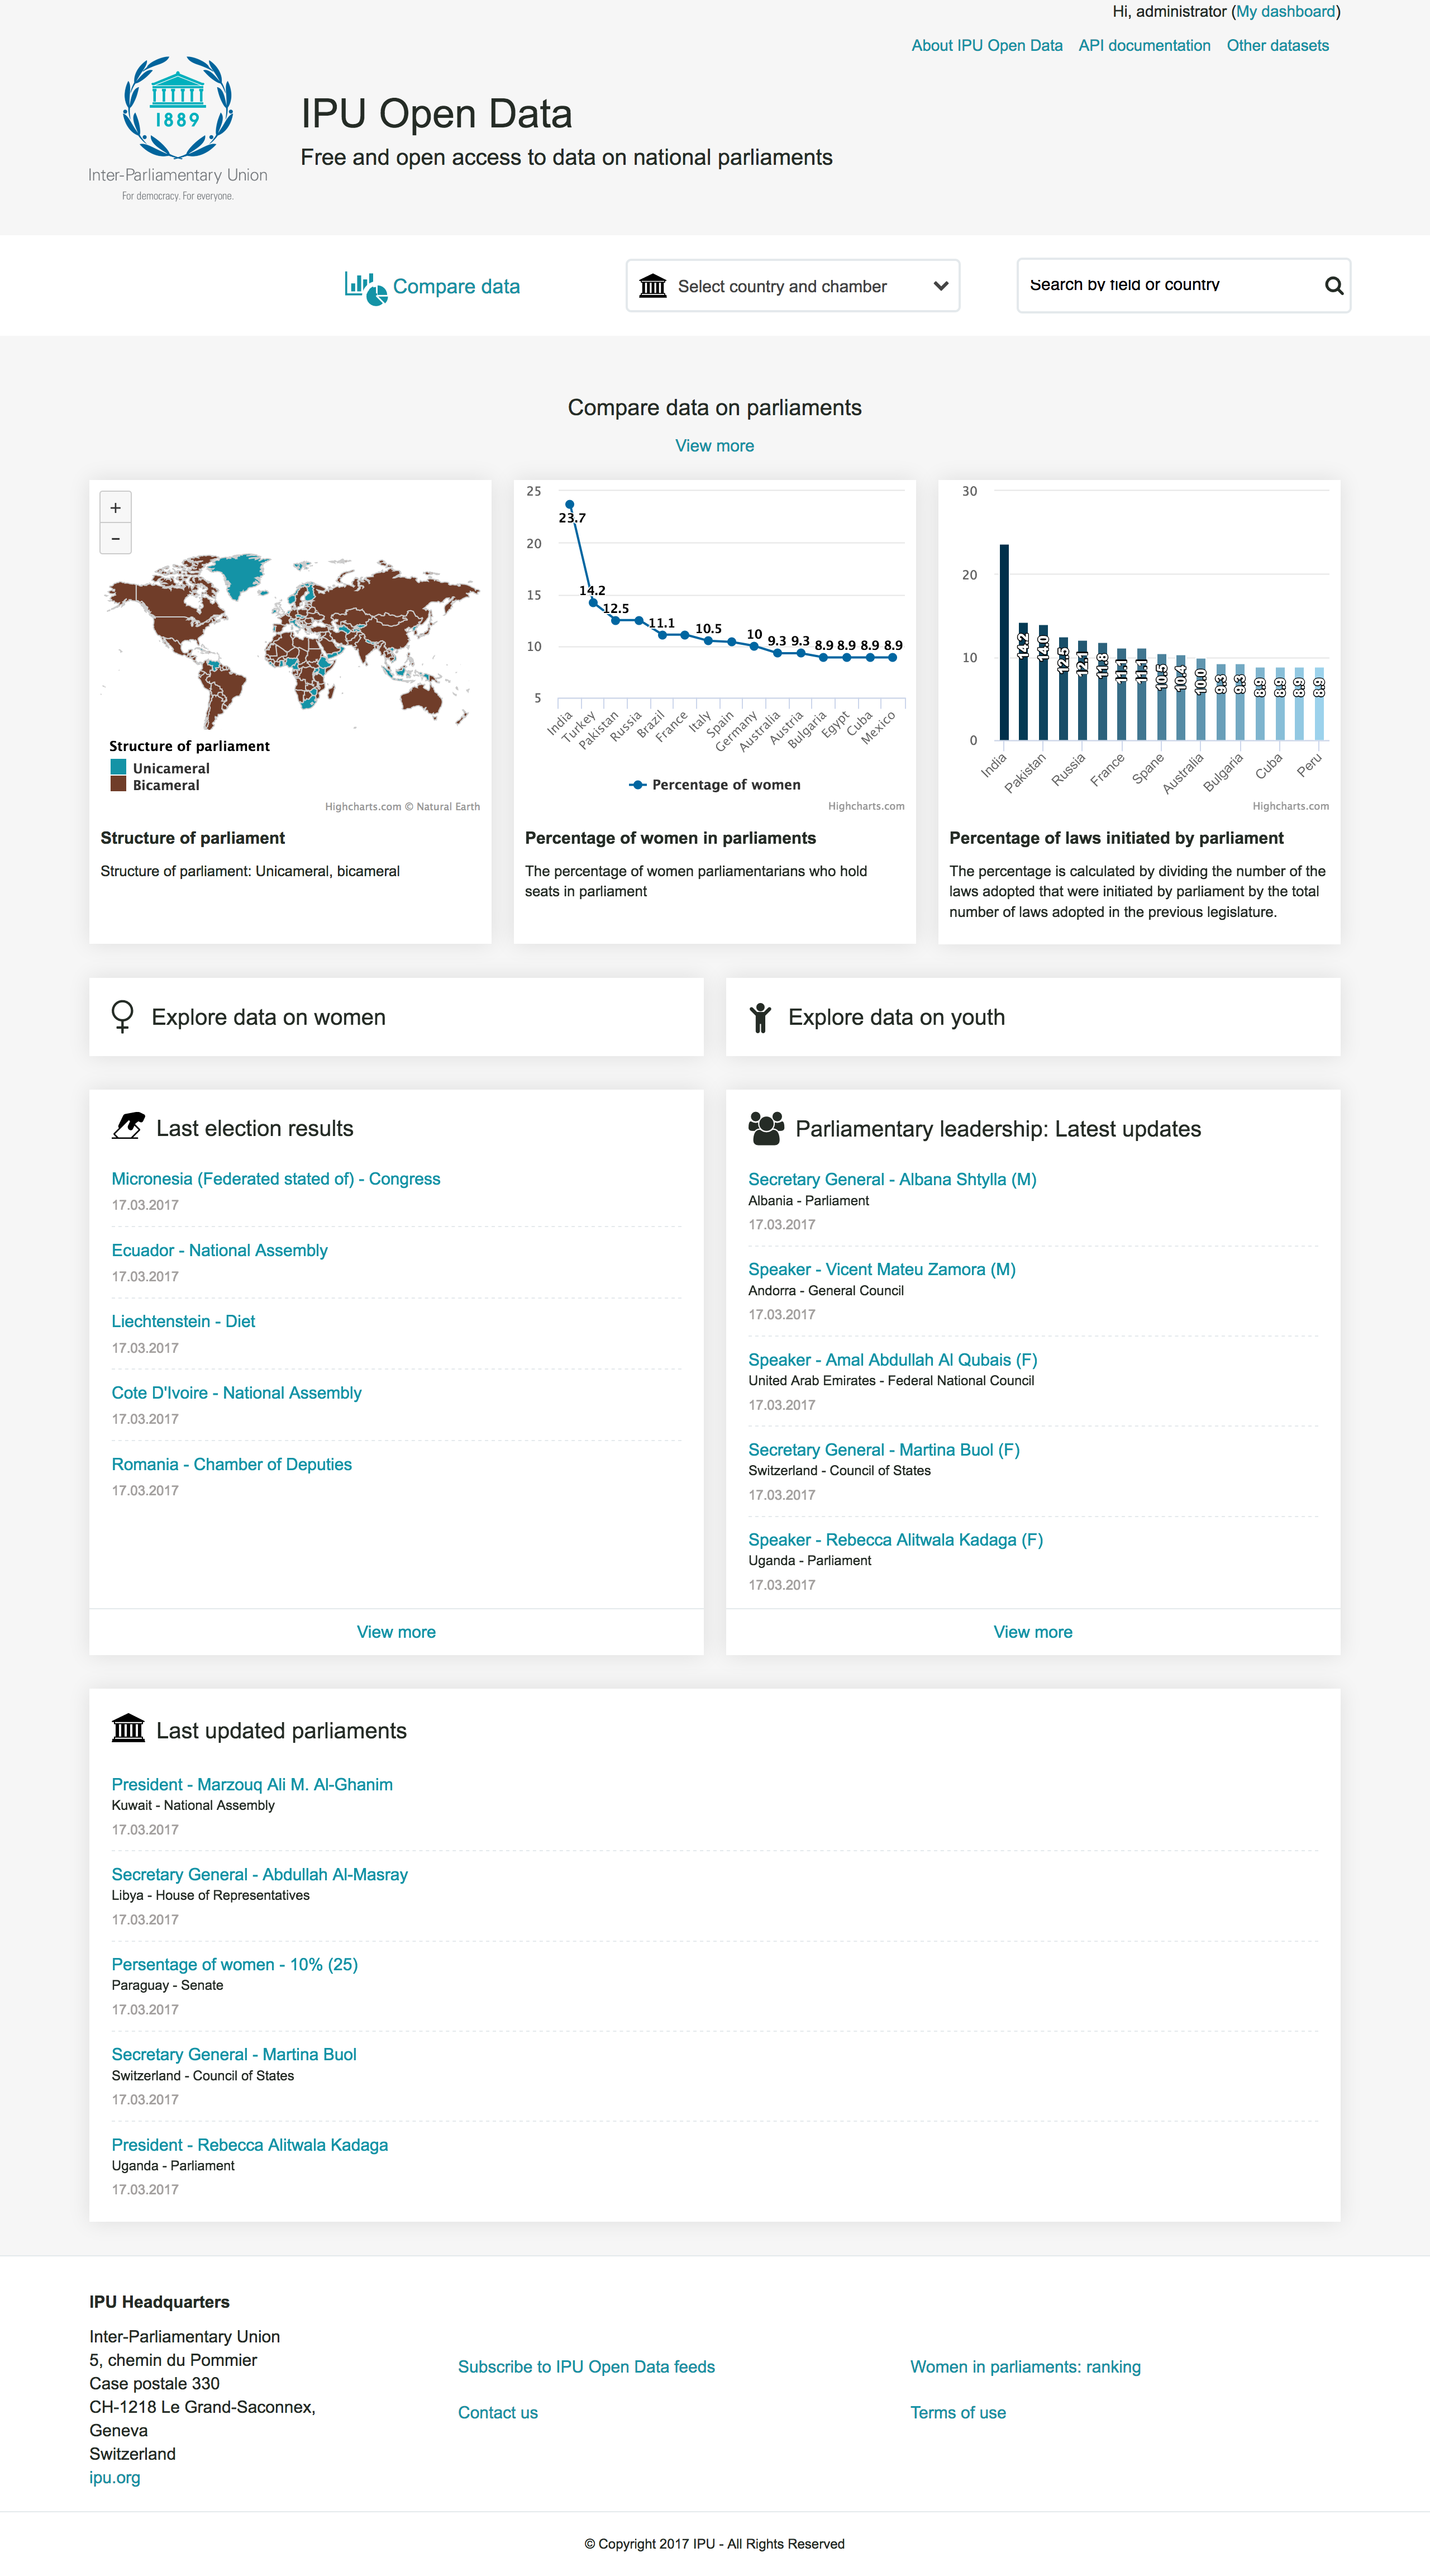 Hi, administrator (My dashboard)
About IPU Open Data API documentation Other datasets
1889
Inter-Parliamentary Union
For democracy. For everyone.
IPU Open Data
Free and open access to data on national parliaments
Compare data
Select country and chamber
Search by field or country
Compare data on parliaments
View more
+
-
Structure of parliament
Unicameral
Bicameral
Highcharts.com © Natural Earth
Structure of parliament
Structure of parliament: Unicameral, bicameral
25
20
15
10
5
23.7
14.2
12.5
11.1
10.5
10
9.3
9.3
8.9
8.9
8.9
8.9
India
Turkey
Pakistan
Russia
Brazil
France
Italy
Spain
Germany
Australia
Austria
Bulgaria
Egypt
Cuba
Mexico
Percentage of women
Highcharts.com
Percentage of women in parliaments
The percentage of women parliamentarians who hold
seats in parliament
30
20
10
0
14.2
14.0
12.5
12.1
11.8
11.1
11.1
10.5
10.4
10.0
9.3
9.3
8.9
8.9
8.9
8.9
India
Pakistan
Russia
France
Spane
Australia
Bulgaria
Cuba
Peru
Highcharts.com
Percentage of laws initiated by parliament
The percentage is calculated by dividing the number of the
laws adopted that were initiated by parliament by the total
number of laws adopted in the previous legislature.
Explore data on women
Explore data on youth
Last election results
Micronesia (Federated stated of) - Congress
17.03.2017
Ecuador - National Assembly
17.03.2017
Liechtenstein - Diet
17.03.2017
Cote D'Ivoire - National Assembly
17.03.2017
Romania - Chamber of Deputies
17.03.2017
View more
Parliamentary leadership: Latest updates
Secretary General - Albana Shtylla (M)
Albania - Parliament
17.03.2017
Speaker - Vicent Mateu Zamora (M)
Andorra - General Council
17.03.2017
Speaker - Amal Abdullah Al Qubais (F)
United Arab Emirates - Federal National Council
17.03.2017
Secretary General - Martina Buol (F)
Switzerland - Council of States
17.03.2017
Speaker - Rebecca Alitwala Kadaga (F)
Uganda - Parliament
17.03.2017
View more
Last updated parliaments
President - Marzouq Ali M. Al-Ghanim
Kuwait - National Assembly
17.03.2017
Secretary General - Abdullah Al-Masray
Libya - House of Representatives
17.03.2017
Persentage of women - 10% (25)
Paraguay - Senate
17.03.2017
Secretary General - Martina Buol
Switzerland - Council of States
17.03.2017
President - Rebecca Alitwala Kadaga
Uganda - Parliament
17.03.2017
IPU Headquarters
Inter-Parliamentary Union
5, chemin du Pommier
Case postale 330
CH-1218 Le Grand-Saconnex,
Geneva
Switzerland
ipu.org
Subscribe to IPU Open Data feeds
Contact us
Women in parliaments: ranking
Terms of use
© Copyright 2017 IPU - All Rights Reserved